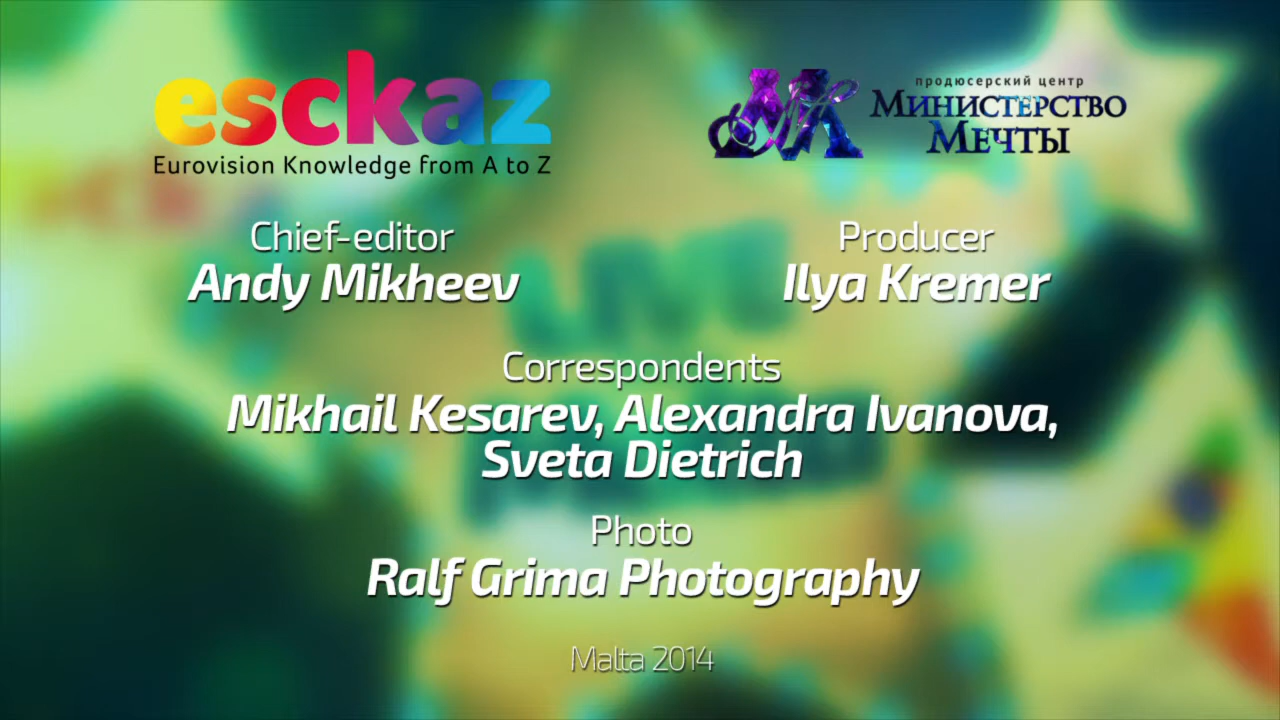 esckaz
Eurovision Knowledge from A to Z
продюсерский центр
Министерство
Мечты
Chief-editor
Andy Mikheev
Producer
Ilya Kremer
Correspondents
Mikhail Kesarev, Alexandra Ivanova,
Sveta Dietrich
Photo
Ralf Grima Photography
Malta 2014